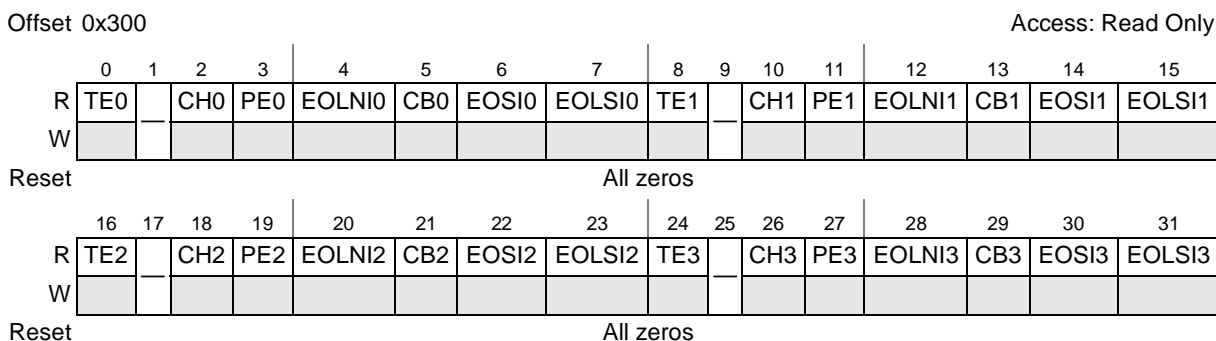 Offset 0x300 Access: Read Only
0 1 2 3 4 5 6 7 8 9 10 11 12 13 14 15
R TE0 — CH0 PE0 EOLNI0 CB0 EOSI0 EOLSI0 TE1 — CH1 PE1 EOLNI1 CB1 EOSI1 EOLSI1
W
Reset All zeros
16 17 18 19 20 21 22 23 24 25 26 27 28 29 30 31
R TE2 — CH2 PE2 EOLNI2 CB2 EOSI2 EOLSI2 TE3 — CH3 PE3 EOLNI3 CB3 EOSI3 EOLSI3
W
Reset All zeros